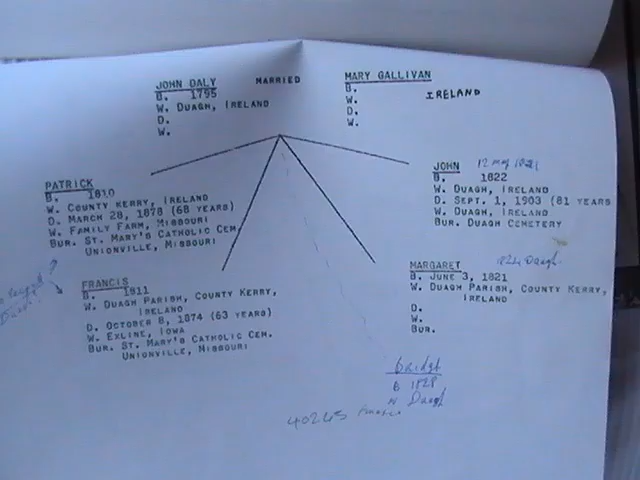 JOHN DALY MARRIED MARY GALLIVAN
B. 1795
W. DUAGH, IRELAND
D.
W.
B. IRELAND
W.
D.
W.
PATRICK
B. 1810
W. COUNTY KERRY, IRELAND
D. MARCH 28, 1878 (68 YEARS)
W. FAMILY FARM, MISSOURI
BUR. ST. MARY'S CATHOLIC CEM.
UNIONVILLE, MISSOURI
FRANCIS
B. 1811
W. DUAGH PARISH, COUNTY KERRY,
IRELAND
D. OCTOBER 8, 1874 (63 YEARS)
W. EXLINE, IOWA
BUR. ST. MARY'S CATHOLIC CEM.
UNIONVILLE, MISSOURI
JOHN 12 may
B. 1822
W. DUAGH, IRELAND
D. SEPT. 1, 1903 (81 YEARS
W. DUAGH, IRELAND
BUR. DUAGH CEMETERY
MARGARET Duagh
B. JUNE 3, 1821
W. DUAGH PARISH, COUNTY KERRY,
IRELAND
D.
W.
BUR.
bridgt
B 1828
W Duagh
40245